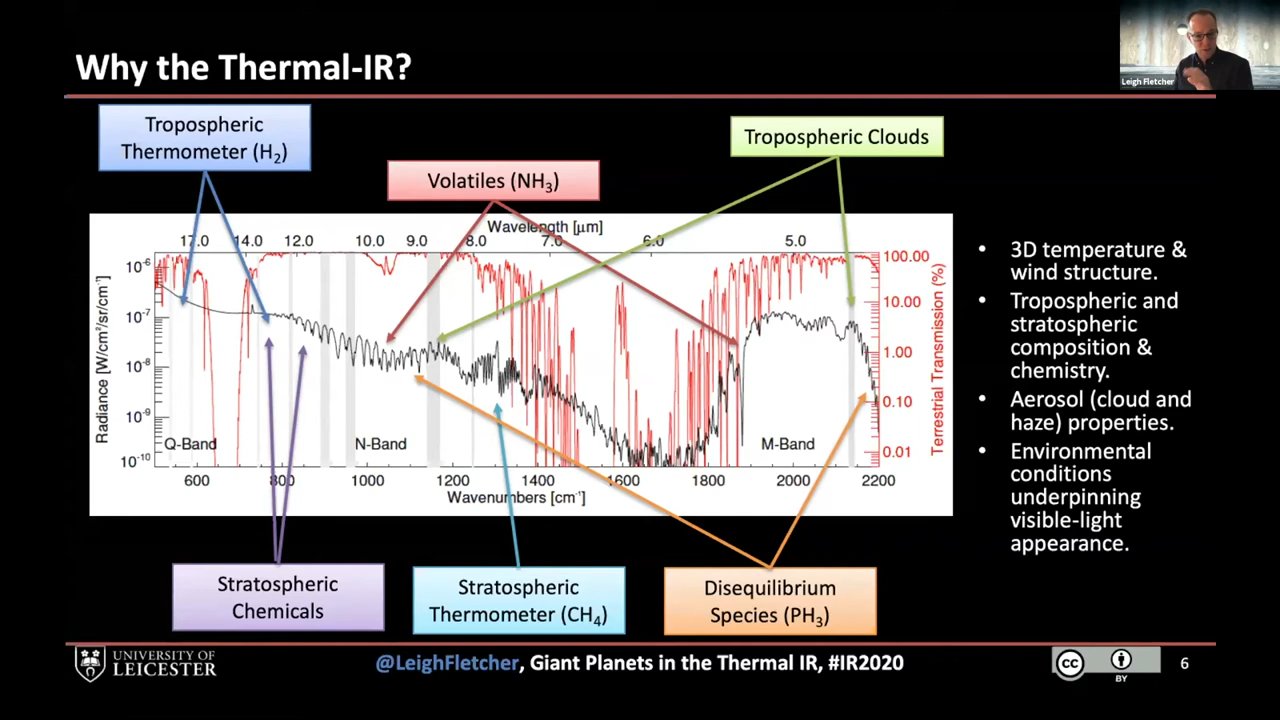 Why the Thermal-IR?
Leigh Fletcher
Tropospheric
Thermometer (H₂)
Volatiles (NH₃)
Tropospheric Clouds
Wavelength [μm]
17.0 14.0 12.0 10.0 9.0 8.0 7.0 6.0 5.0
Radiance [W/cm²/sr/cm⁻¹]
10⁻⁶
10⁻⁷
10⁻⁸
10⁻⁹
10⁻¹⁰
100.00
10.00
1.00
0.10
0.01
Terrestrial Transmission (%)
Q-Band N-Band M-Band
600 800 1000 1200 1400 1600 1800 2000 2200
Wavenumbers [cm⁻¹]
Stratospheric
Chemicals
Stratospheric
Thermometer (CH₄)
Disequilibrium
Species (PH₃)
• 3D temperature &
wind structure.
• Tropospheric and
stratospheric
composition &
chemistry.
• Aerosol (cloud and
haze) properties.
• Environmental
conditions
underpinning
visible-light
appearance.
UNIVERSITY OF
LEICESTER
@LeighFletcher, Giant Planets in the Thermal IR, #IR2020
cc
BY
6